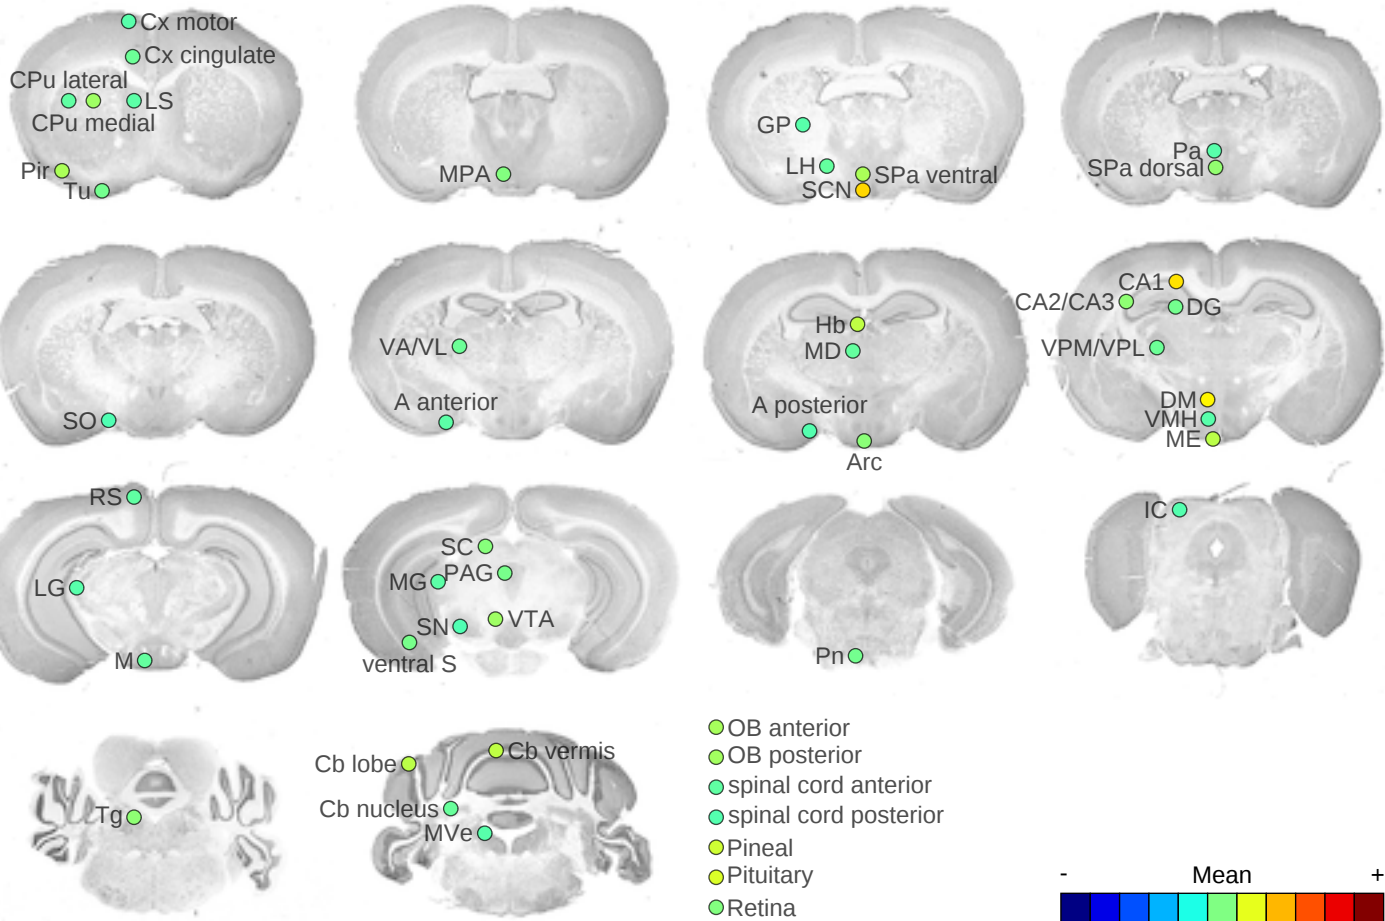 Cx motor
Cx cingulate
CPu lateral
LS
CPu medial
Pir
Tu
MPA
GP
LH
SPa ventral
SCN
Pa
SPa dorsal
SO
VA/VL
A anterior
Hb
MD
A posterior
Arc
CA1
CA2/CA3
DG
VPM/VPL
DM
VMH
ME
RS
LG
M
SC
PAG
MG
VTA
SN
ventral S
Pn
IC
Tg
Cb lobe
Cb vermis
Cb nucleus
MVe
OB anterior
OB posterior
spinal cord anterior
spinal cord posterior
Pineal
Pituitary
Retina
- Mean +